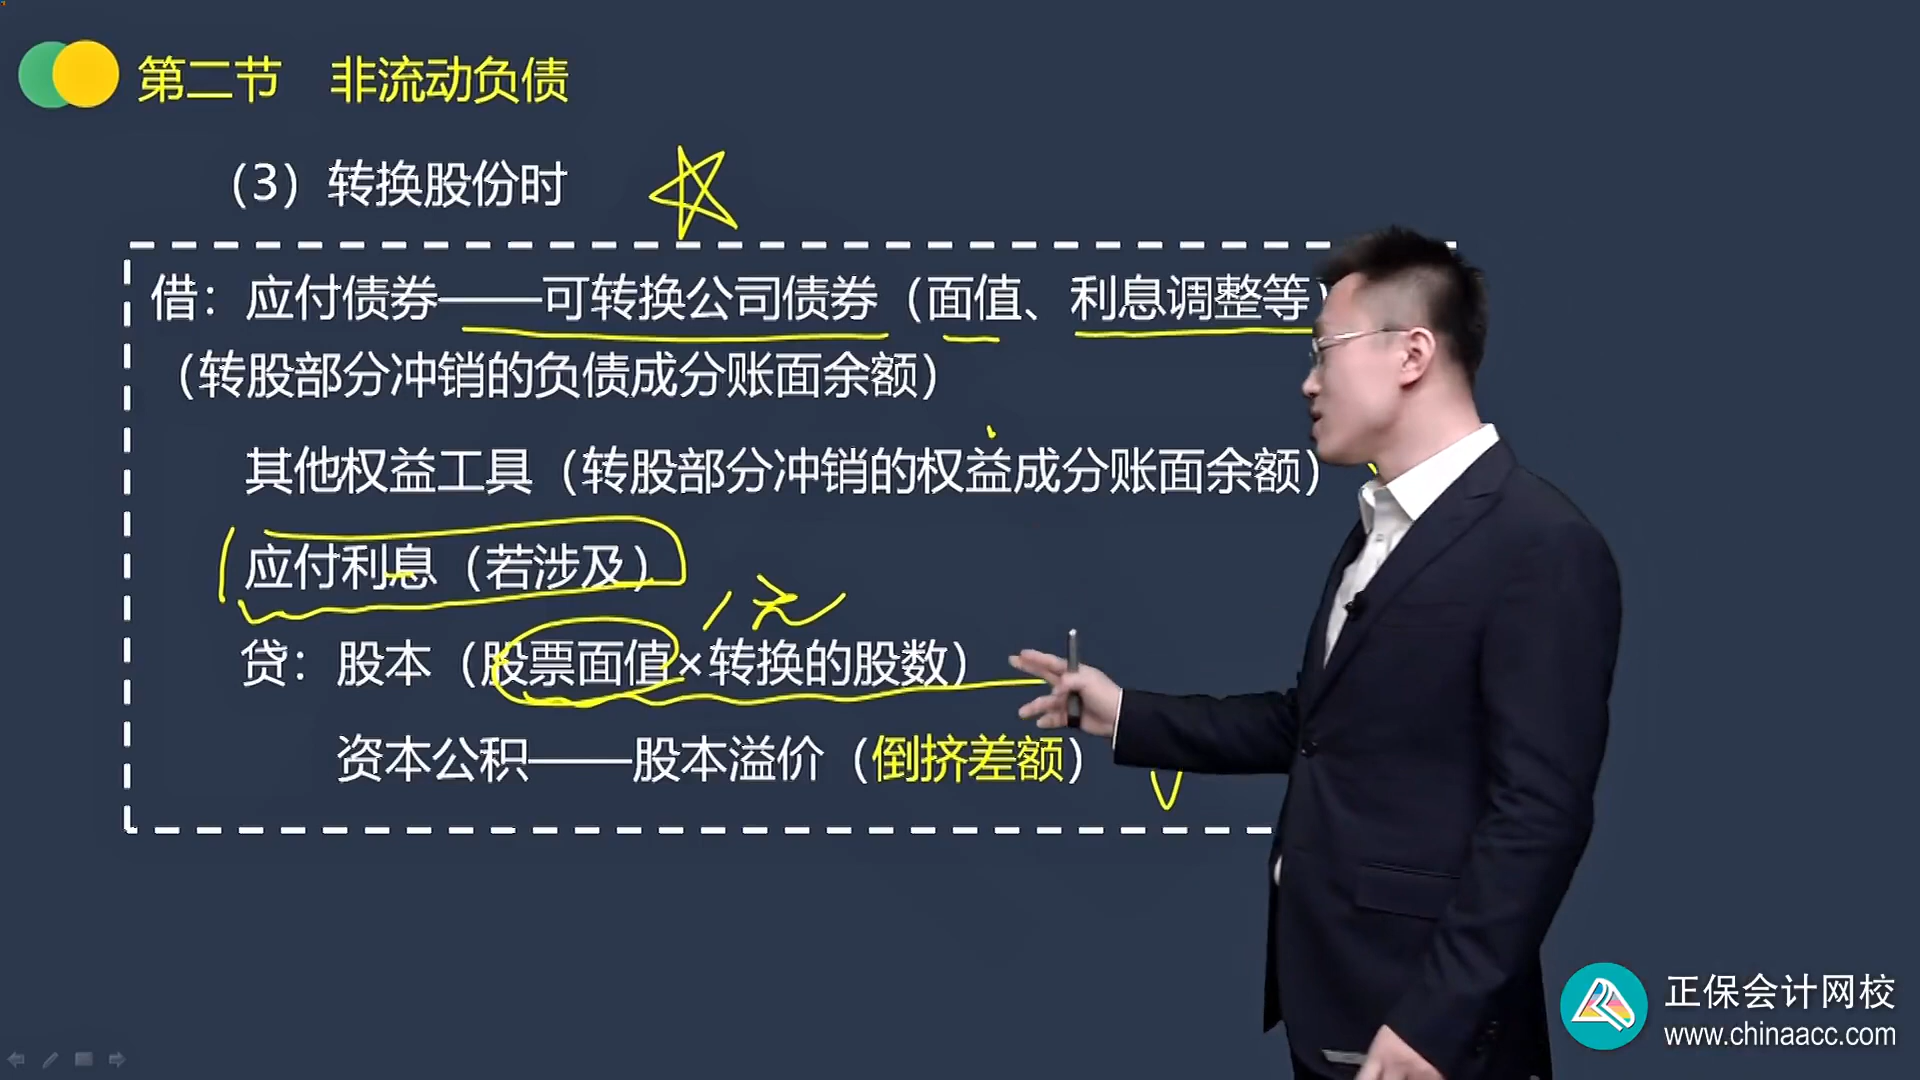 第二节 非流动负债
（3）转换股份时
借：应付债券——可转换公司债券（面值、利息调整等）
（转股部分冲销的负债成分账面余额）
其他权益工具（转股部分冲销的权益成分账面余额）
应付利息（若涉及）
1元
贷：股本（股票面值×转换的股数）
资本公积——股本溢价（倒挤差额）
正保会计网校
www.chinaacc.com